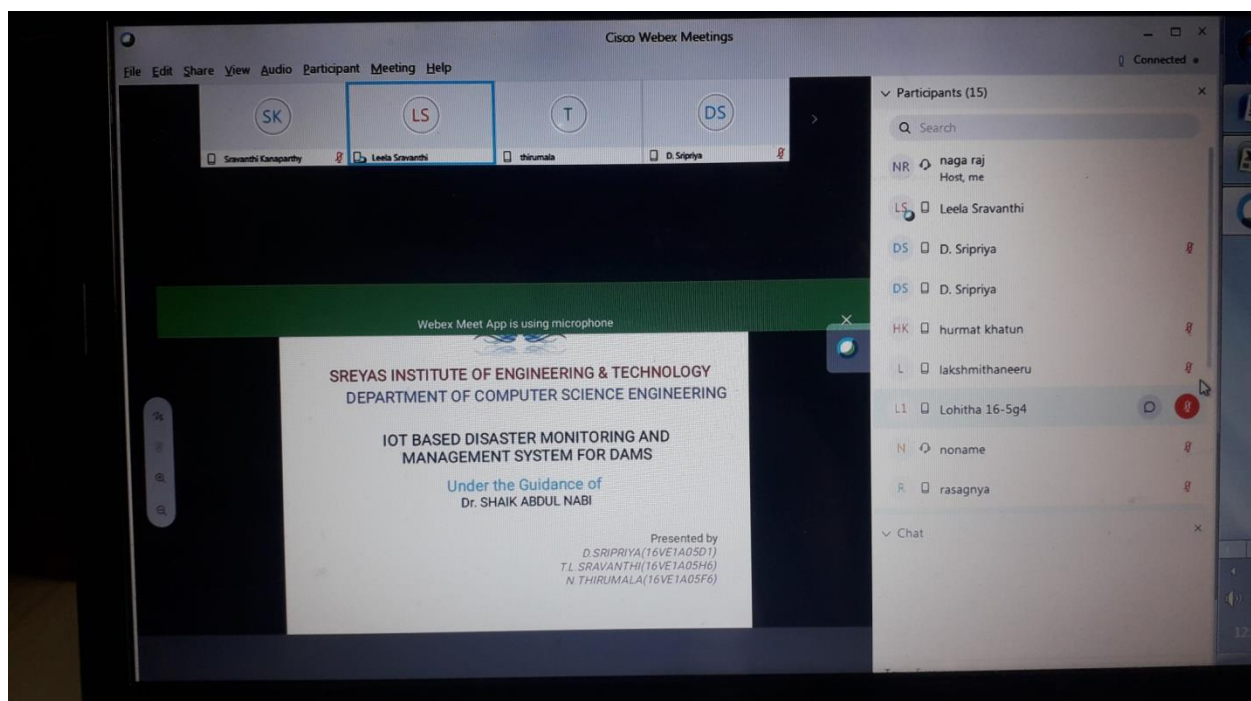 Cisco Webex Meetings
File Edit Share View Audio Participant Meeting Help
Connected
SK
LS
T
DS
Sravanthi Kanaparthy
Leela Sravanthi
thirumala
D. Sripriya
Webex Meet App is using microphone
SREYAS INSTITUTE OF ENGINEERING & TECHNOLOGY
DEPARTMENT OF COMPUTER SCIENCE ENGINEERING
IOT BASED DISASTER MONITORING AND
MANAGEMENT SYSTEM FOR DAMS
Under the Guidance of
Dr. SHAIK ABDUL NABI
Presented by
D.SRIPRIYA(16VE1A05D1)
T.L.SRAVANTHI(16VE1A05H6)
N.THIRUMALA(16VE1A05F6)
Participants (15)
Search
NR naga raj
Host, me
LS Leela Sravanthi
DS D. Sripriya
DS D. Sripriya
HK hurmat khatun
L lakshmithaneeru
L1 Lohitha 16-5g4
N noname
R rasagnya
Chat